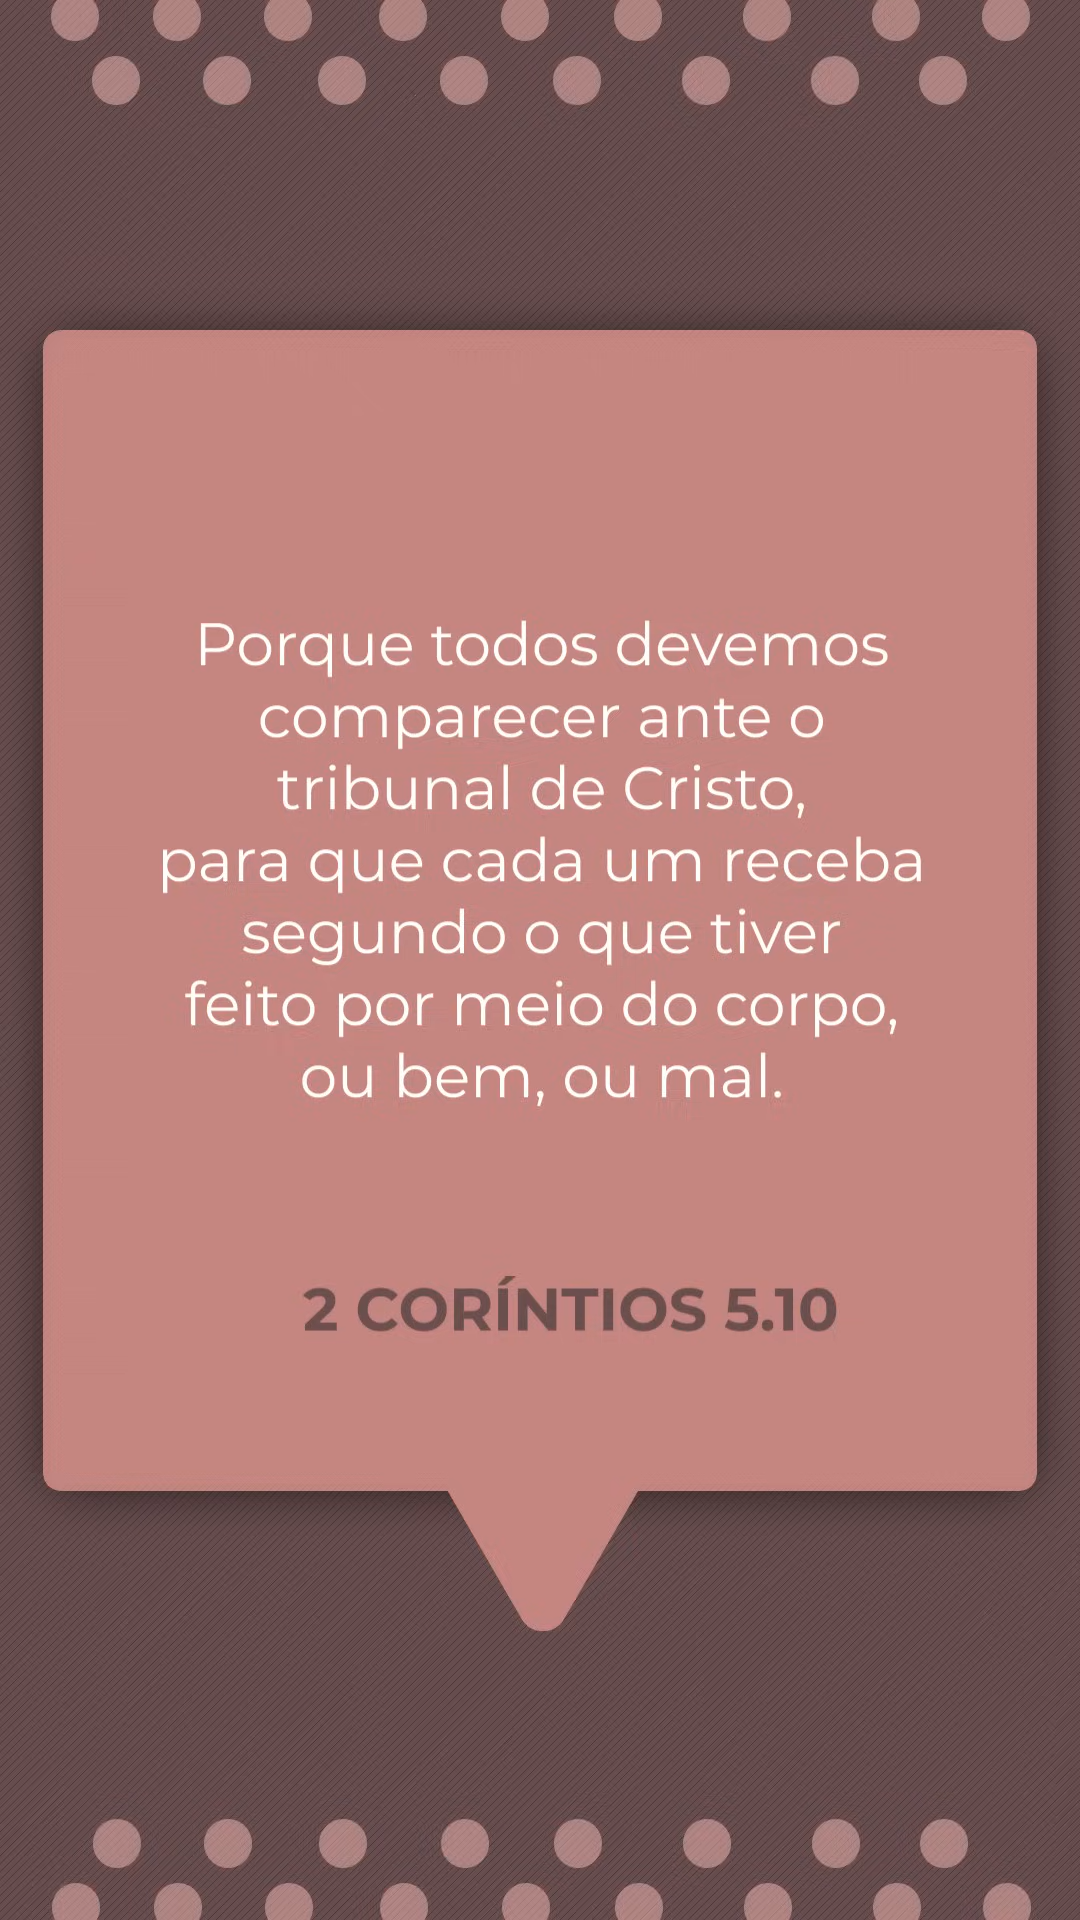 Porque todos devemos
comparecer ante o
tribunal de Cristo,
para que cada um receba
segundo o que tiver
feito por meio do corpo,
ou bem, ou mal.
2 CORÍNTIOS 5.10